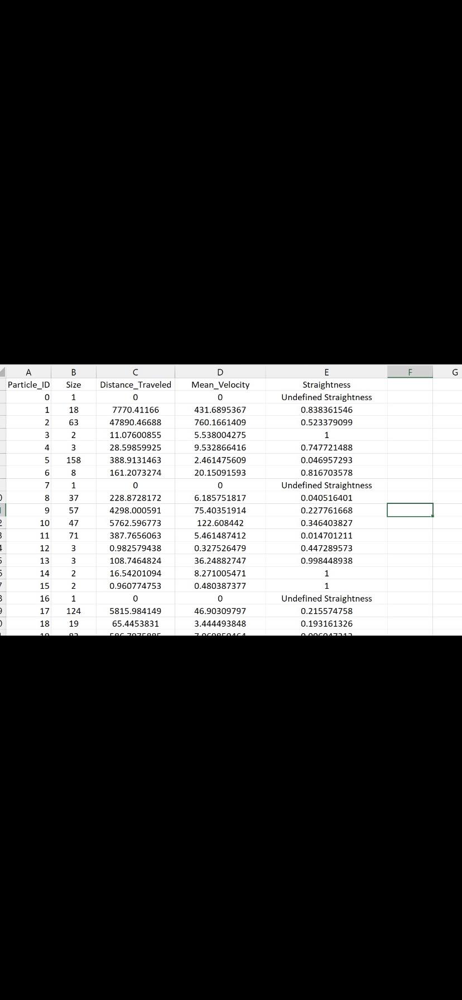 A B C D E F G
Particle_ID Size Distance_Traveled Mean_Velocity Straightness
0 1 0 0 Undefined Straightness
1 18 7770.41166 431.6895367 0.838361546
2 63 47890.46688 760.1661409 0.523379099
3 2 11.07600855 5.538004275 1
4 3 28.59859925 9.532866416 0.747721488
5 158 388.9131463 2.461475609 0.046957293
6 8 161.2073274 20.15091593 0.816703578
7 1 0 0 Undefined Straightness
8 37 228.8728172 6.185751817 0.040516401
9 57 4298.000591 75.40351914 0.227761668
10 47 5762.596773 122.608442 0.346403827
11 71 387.7656063 5.461487412 0.014701211
12 3 0.982579438 0.327526479 0.447289573
13 3 108.7464824 36.24882747 0.998448938
14 2 16.54201094 8.271005471 1
15 2 0.960774753 0.480387377 1
16 1 0 0 Undefined Straightness
17 124 5815.984149 46.90309797 0.215574758
18 19 65.4453831 3.444493848 0.193161326